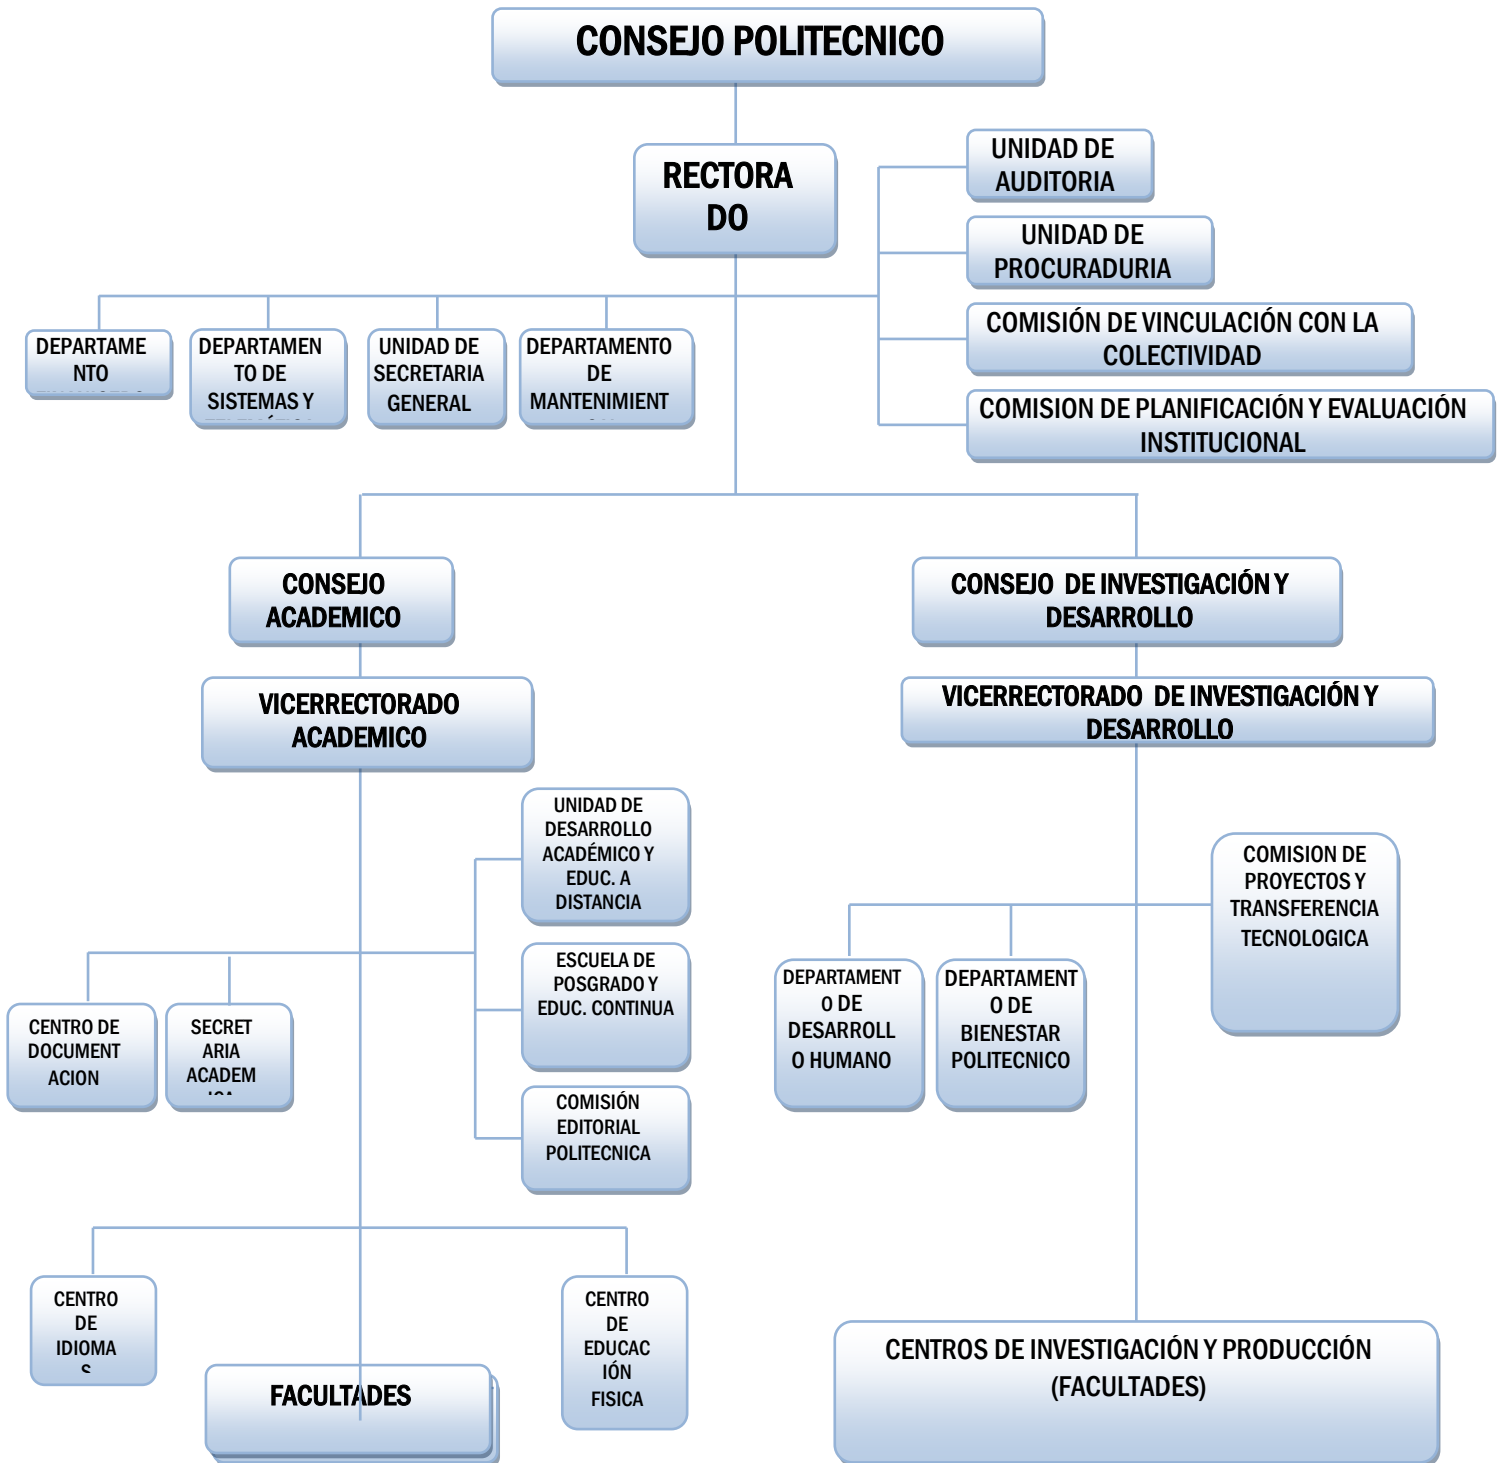 CONSEJO POLITECNICO
RECTORA
DO
UNIDAD DE
AUDITORIA
UNIDAD DE
PROCURADURIA
COMISIÓN DE VINCULACIÓN CON LA
COLECTIVIDAD
COMISION DE PLANIFICACIÓN Y EVALUACIÓN
INSTITUCIONAL
DEPARTAME
NTO
DEPARTAMEN
TO DE
SISTEMAS Y
UNIDAD DE
SECRETARIA
GENERAL
DEPARTAMENTO
DE
MANTENIMIENT
CONSEJO
ACADEMICO
CONSEJO DE INVESTIGACIÓN Y
DESARROLLO
VICERRECTORADO
ACADEMICO
VICERRECTORADO DE INVESTIGACIÓN Y
DESARROLLO
UNIDAD DE
DESARROLLO
ACADÉMICO Y
EDUC. A
DISTANCIA
ESCUELA DE
POSGRADO Y
EDUC. CONTINUA
COMISIÓN
EDITORIAL
POLITECNICA
CENTRO DE
DOCUMENT
ACION
SECRET
ARIA
ACADEM
COMISION DE
PROYECTOS Y
TRANSFERENCIA
TECNOLOGICA
DEPARTAMENT
O DE
DESARROLL
O HUMANO
DEPARTAMENT
O DE
BIENESTAR
POLITECNICO
CENTRO
DE
IDIOMA
S
CENTRO
DE
EDUCAC
IÓN
FISICA
FACULTADES
CENTROS DE INVESTIGACIÓN Y PRODUCCIÓN
(FACULTADES)